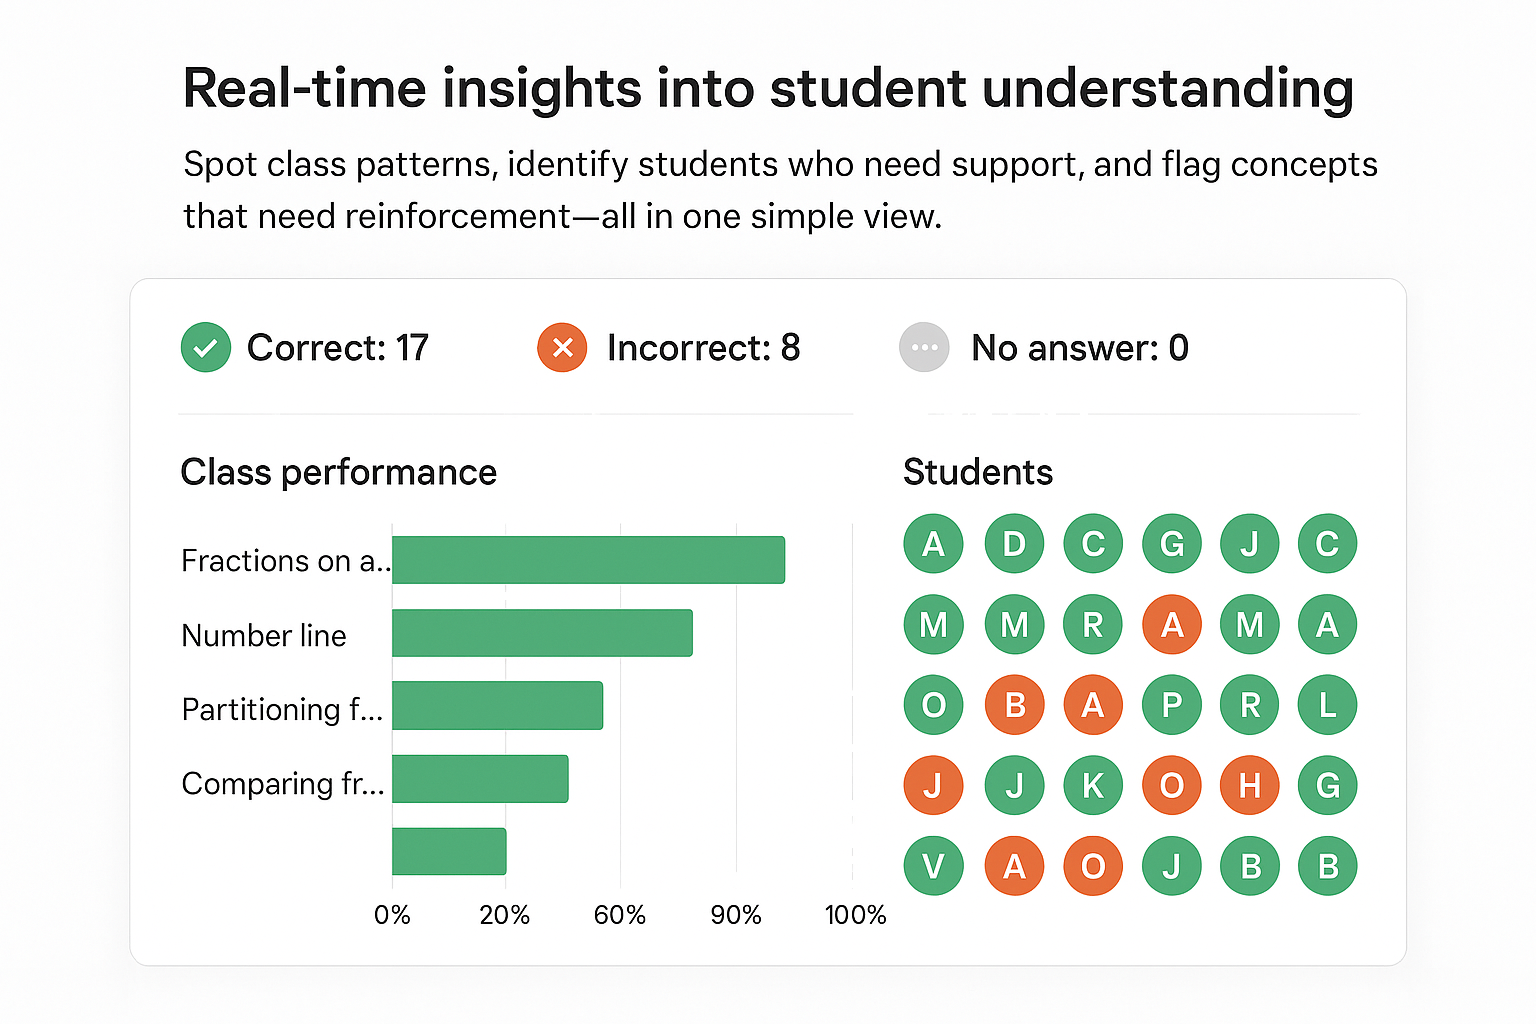 Real-time insights into student understanding
Spot class patterns, identify students who need support, and flag concepts
that need reinforcement—all in one simple view.
Correct: 17
Incorrect: 8
No answer: 0
Class performance
Fractions on a..
Number line
Partitioning f...
Comparing fr...
0% 20% 60% 90% 100%
Students
A D C G J C
M M R A M A
O B A P R L
J J K O H G
V A O J B B